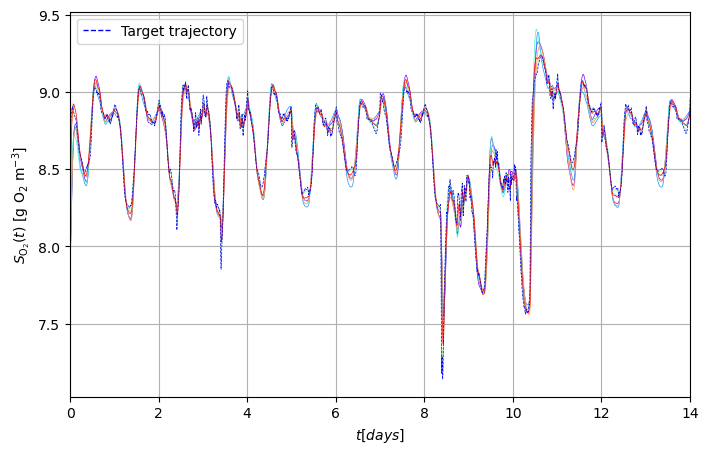 Target trajectory
9.5
9.0
8.5
8.0
7.5
S_{O_2}(t) [g O_2 m^{-3}]
0 2 4 6 8 10 12 14
t[days]